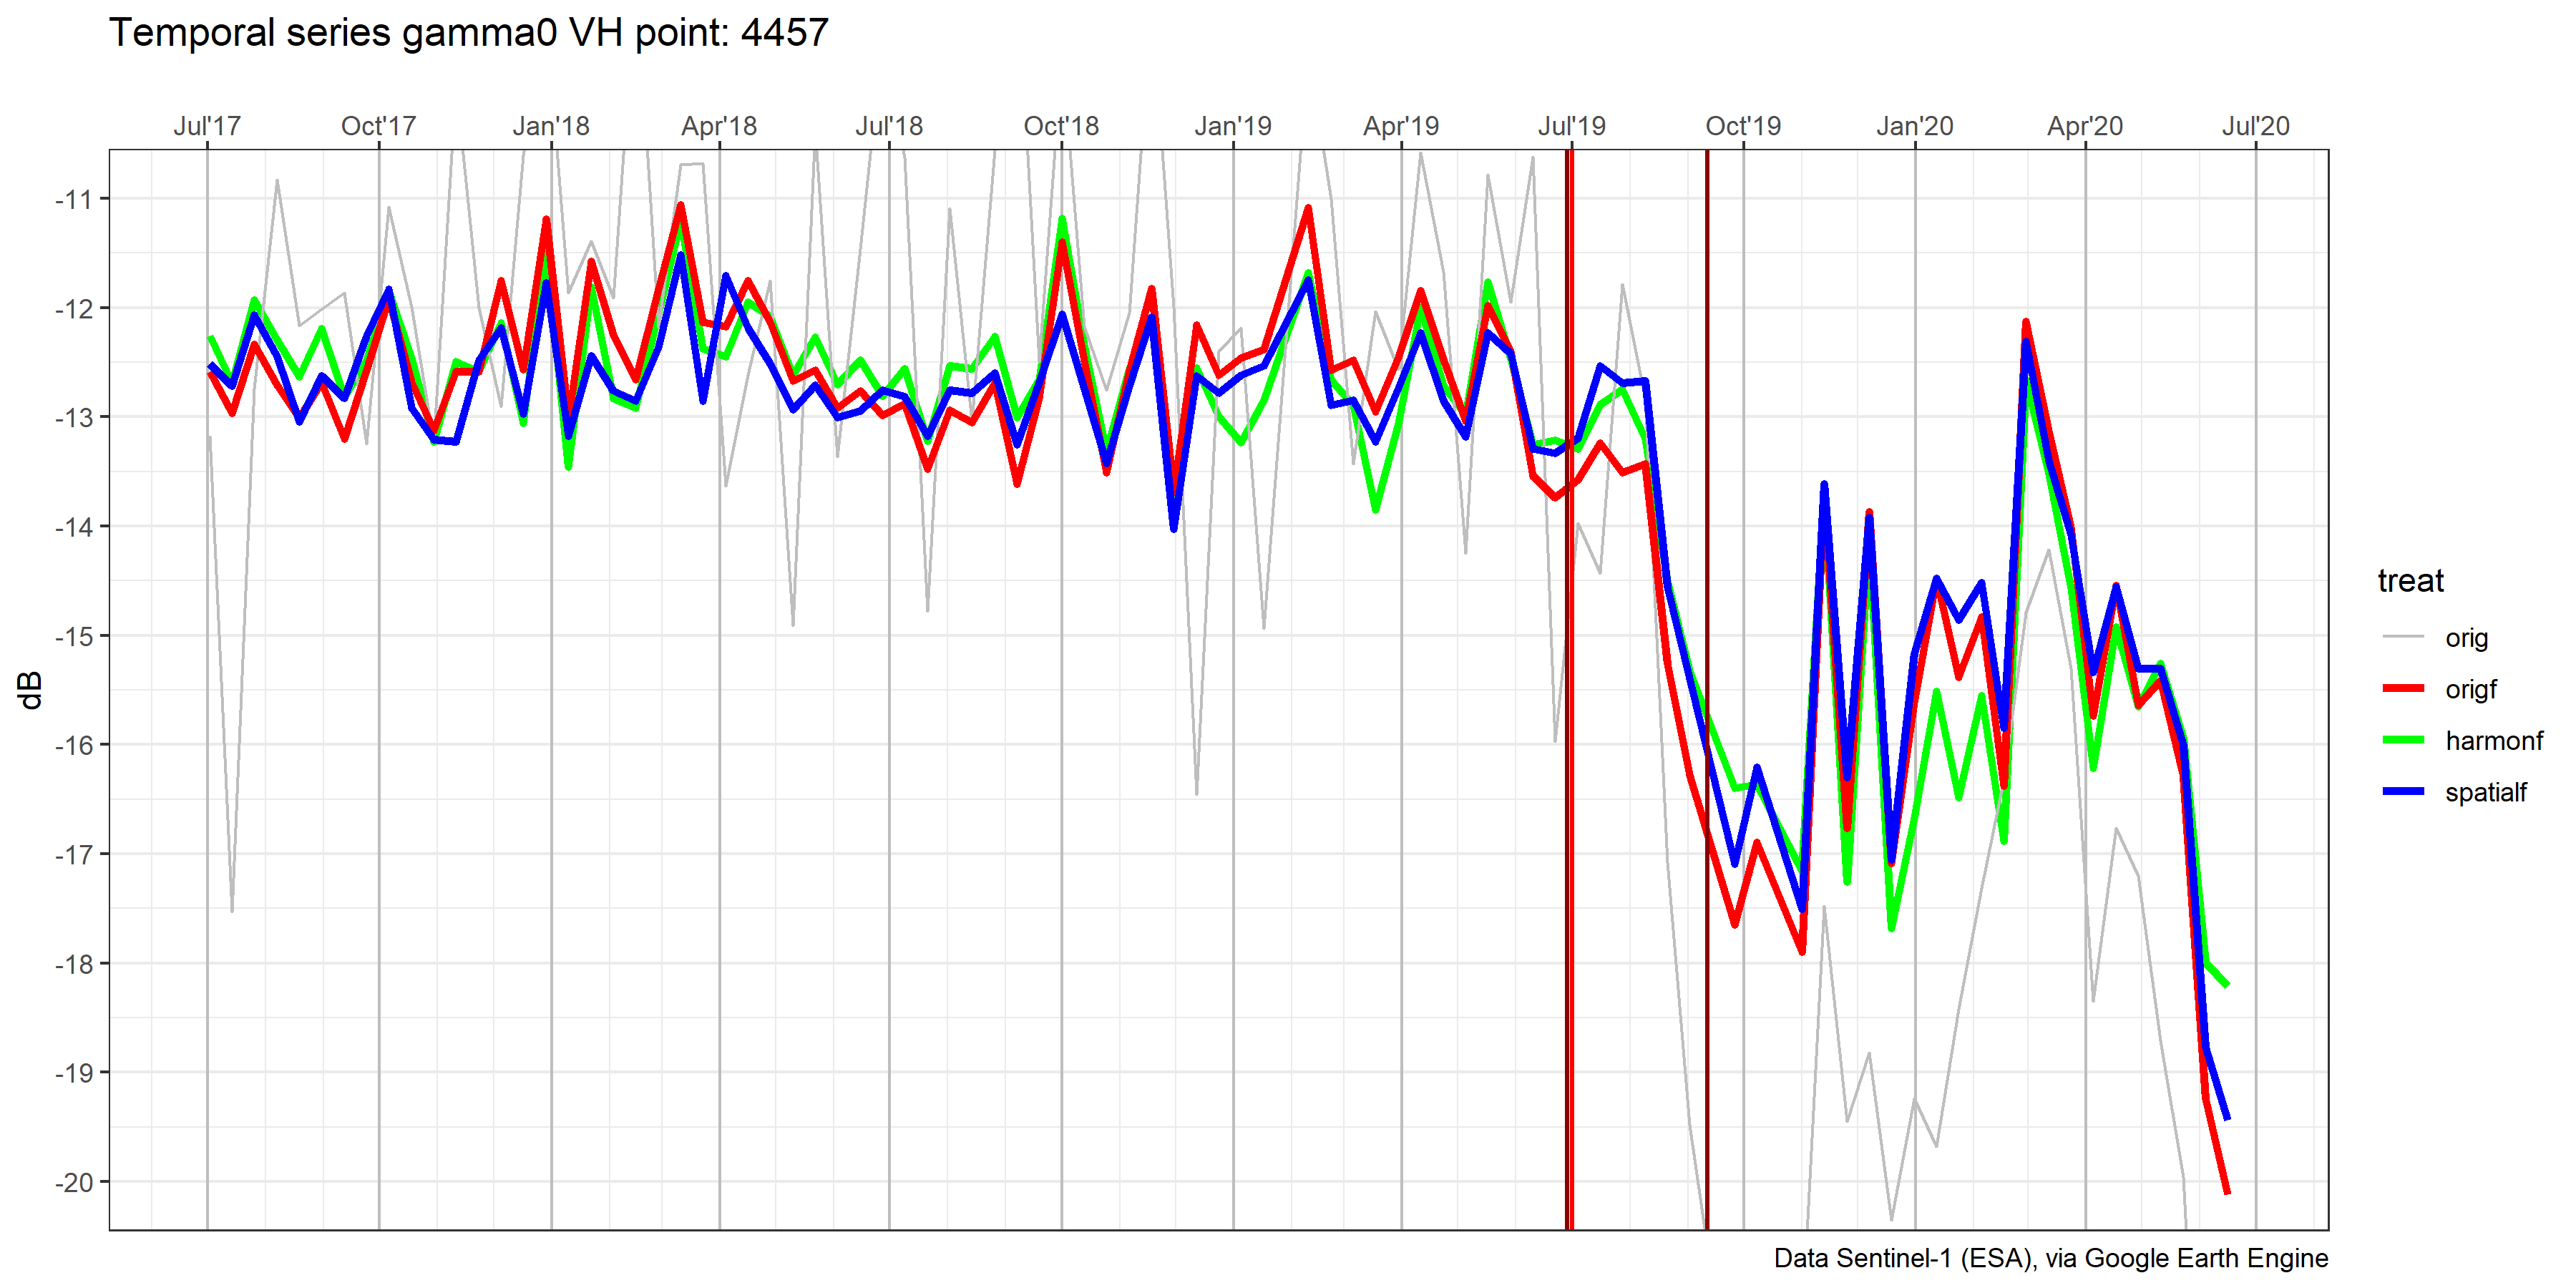 Temporal series gamma0 VH point: 4457
Jul'17 Oct'17 Jan'18 Apr'18 Jul'18 Oct'18 Jan'19 Apr'19 Jul'19 Oct'19 Jan'20 Apr'20 Jul'20
-11
-12
-13
-14
-15
-16
-17
-18
-19
-20
dB
treat
orig
origf
harmonf
spatialf
Data Sentinel-1 (ESA), via Google Earth Engine